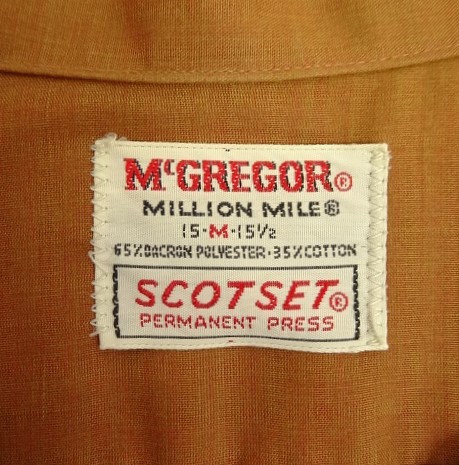 McGREGOR®
MILLION MILE®
15-M-15½
65% DACRON POLYESTER·35% COTTON
SCOTSET®
PERMANENT PRESS